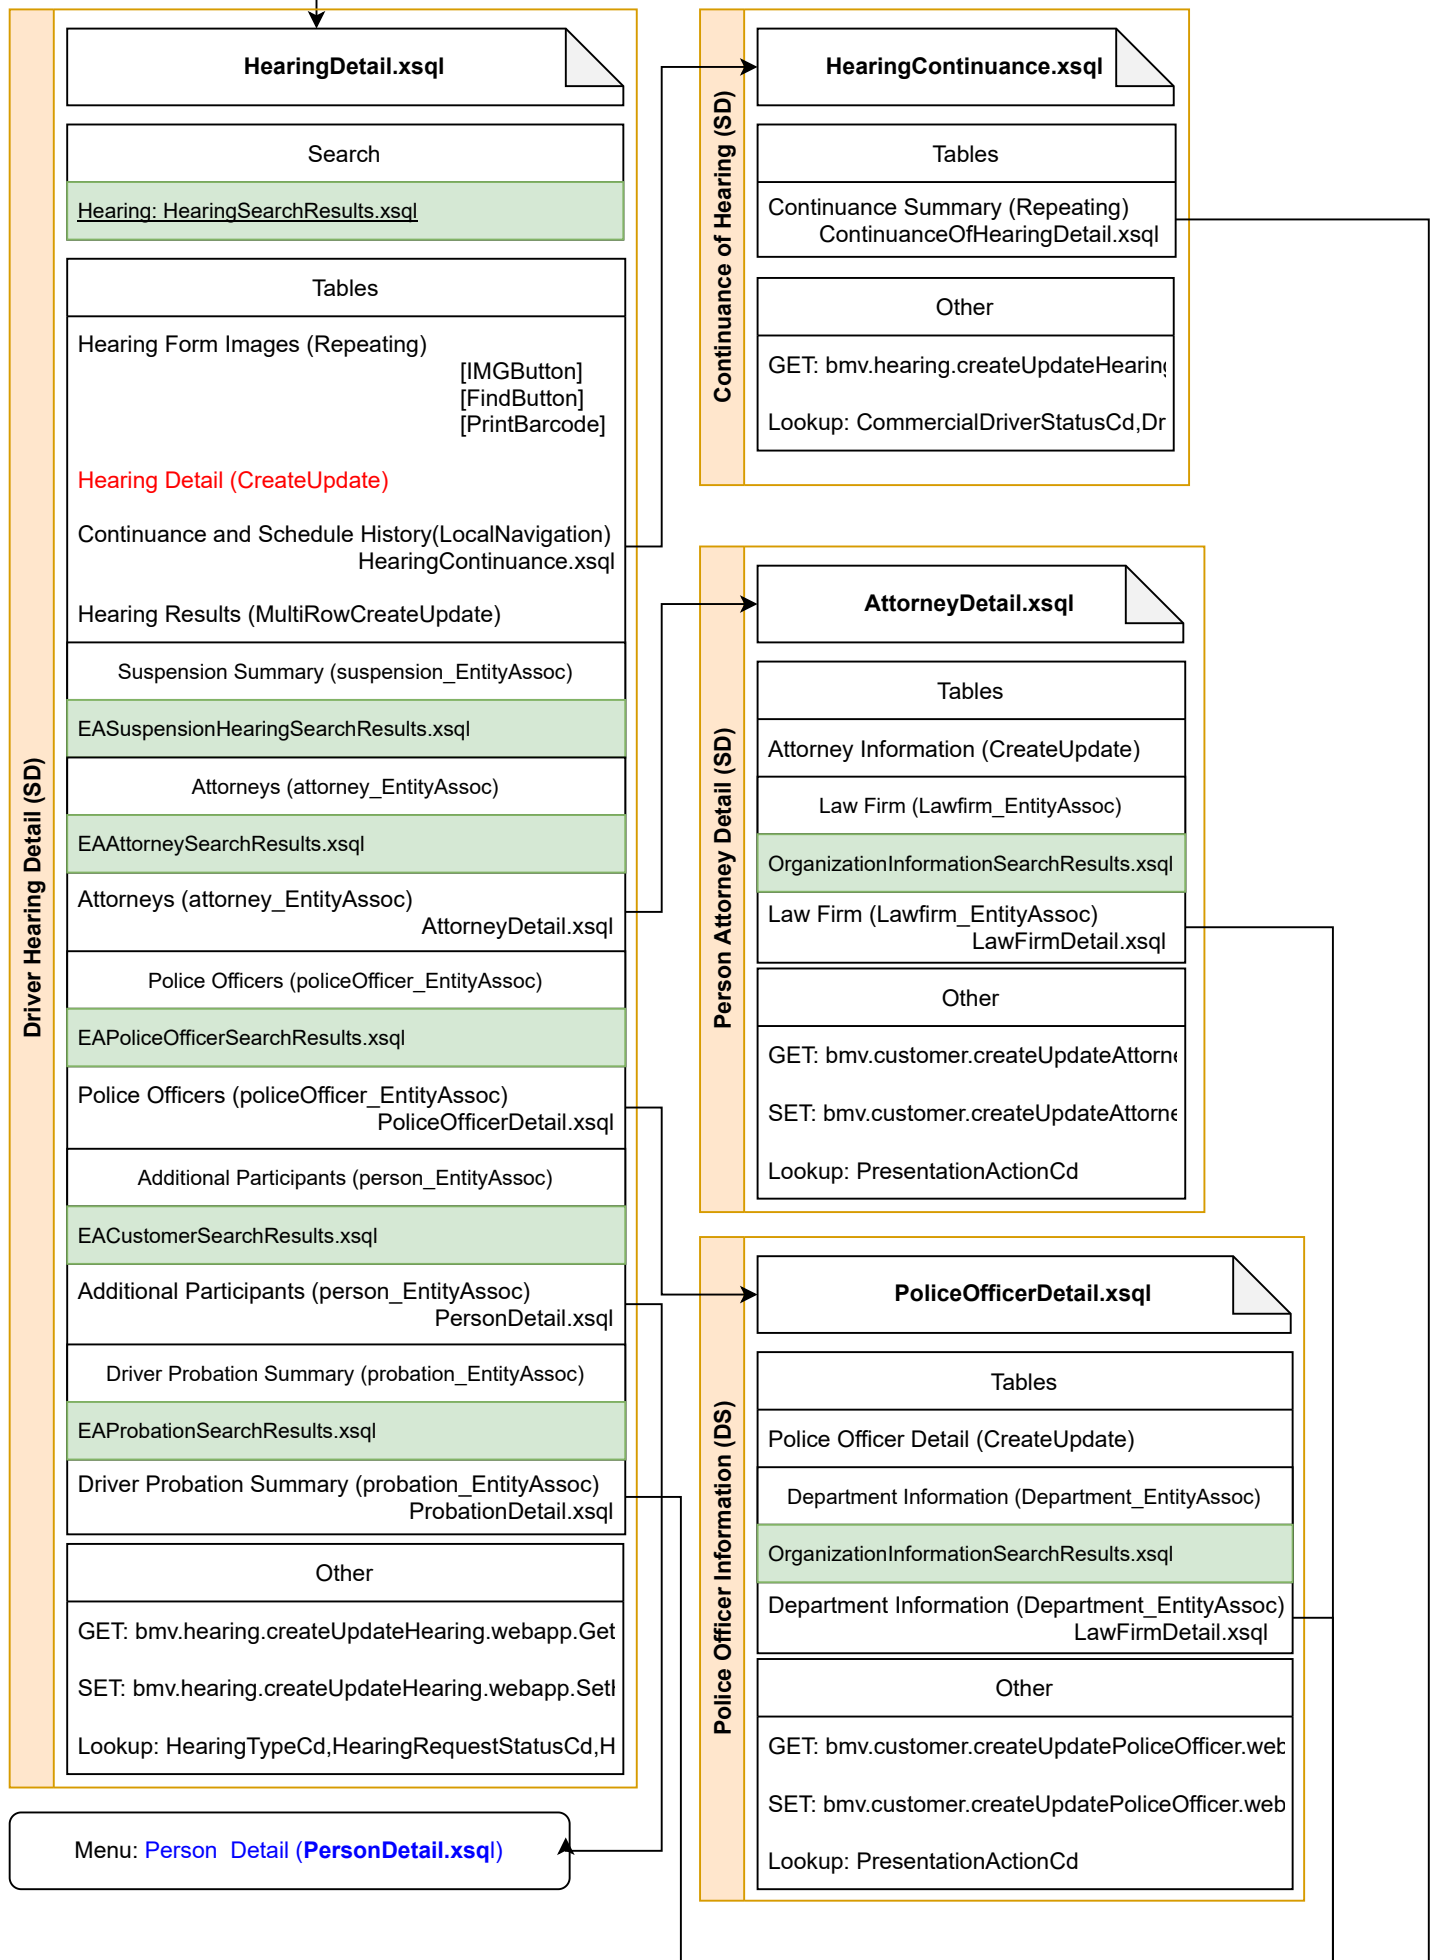 Driver Hearing Detail (SD)
HearingDetail.xsql
Search
Hearing: HearingSearchResults.xsql
Tables
Hearing Form Images (Repeating)
[IMGButton]
[FindButton]
[PrintBarcode]
Hearing Detail (CreateUpdate)
Continuance and Schedule History(LocalNavigation)
HearingContinuance.xsql
Hearing Results (MultiRowCreateUpdate)
Suspension Summary (suspension_EntityAssoc)
EASuspensionHearingSearchResults.xsql
Attorneys (attorney_EntityAssoc)
EAAttorneySearchResults.xsql
Attorneys (attorney_EntityAssoc)
AttorneyDetail.xsql
Police Officers (policeOfficer_EntityAssoc)
EAPoliceOfficerSearchResults.xsql
Police Officers (policeOfficer_EntityAssoc)
PoliceOfficerDetail.xsql
Additional Participants (person_EntityAssoc)
EACustomerSearchResults.xsql
Additional Participants (person_EntityAssoc)
PersonDetail.xsql
Driver Probation Summary (probation_EntityAssoc)
EAProbationSearchResults.xsql
Driver Probation Summary (probation_EntityAssoc)
ProbationDetail.xsql
Other
GET: bmv.hearing.createUpdateHearing.webapp.Get
SET: bmv.hearing.createUpdateHearing.webapp.Set
Lookup: HearingTypeCd,HearingRequestStatusCd,H
Menu: Person  Detail (PersonDetail.xsql)
Continuance of Hearing (SD)
HearingContinuance.xsql
Tables
Continuance Summary (Repeating)
ContinuanceOfHearingDetail.xsql
Other
GET: bmv.hearing.createUpdateHearing
Lookup: CommercialDriverStatusCd,Dr
Person Attorney Detail (SD)
AttorneyDetail.xsql
Tables
Attorney Information (CreateUpdate)
Law Firm (Lawfirm_EntityAssoc)
OrganizationInformationSearchResults.xsql
Law Firm (Lawfirm_EntityAssoc)
LawFirmDetail.xsql
Other
GET: bmv.customer.createUpdateAttorne
SET: bmv.customer.createUpdateAttorne
Lookup: PresentationActionCd
Police Officer Information (DS)
PoliceOfficerDetail.xsql
Tables
Police Officer Detail (CreateUpdate)
Department Information (Department_EntityAssoc)
OrganizationInformationSearchResults.xsql
Department Information (Department_EntityAssoc)
LawFirmDetail.xsql
Other
GET: bmv.customer.createUpdatePoliceOfficer.web
SET: bmv.customer.createUpdatePoliceOfficer.web
Lookup: PresentationActionCd